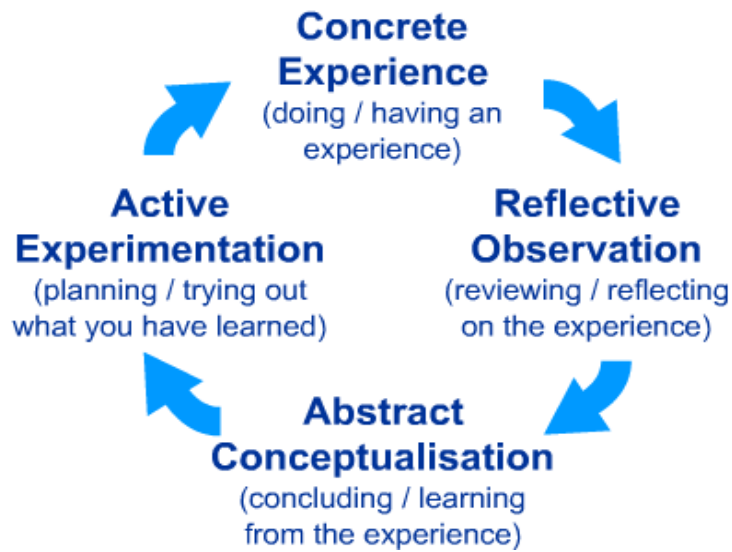 Concrete
Experience
(doing / having an
experience)
Reflective
Observation
(reviewing / reflecting
on the experience)
Abstract
Conceptualisation
(concluding / learning
from the experience)
Active
Experimentation
(planning / trying out
what you have learned)